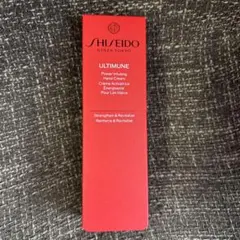 SHISEIDO
GINZA TOKYO
ULTIMUNE
Power Infusing
Hand Cream
Crème Activatrice
Énergisante
Pour Les Mains
Strengthen & Revitalize
Renforce & Revitalise